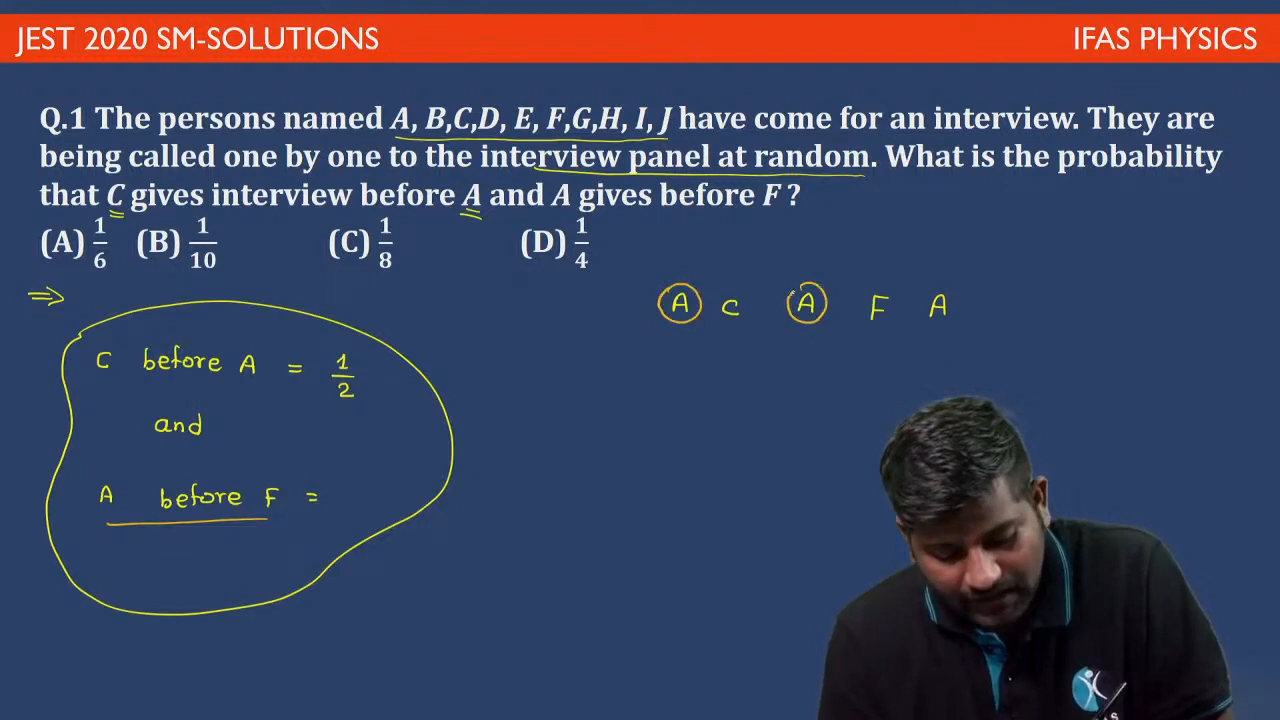 JEST 2020 SM-SOLUTIONS
IFAS PHYSICS
Q.1 The persons named A, B,C,D, E, F,G,H, I, J have come for an interview. They are
being called one by one to the interview panel at random. What is the probability
that C gives interview before A and A gives before F ?
(A) 1/6 (B) 1/10 (C) 1/8 (D) 1/4
⇒
A C A F A
C before A = 1/2
and
A before F =